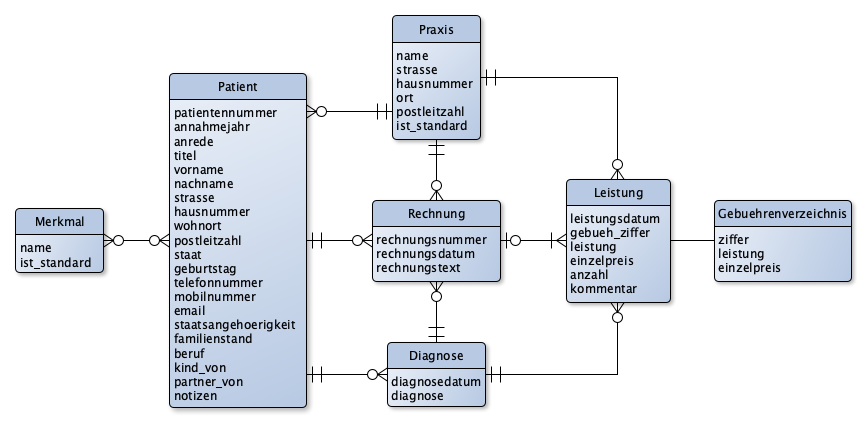 Praxis
name
strasse
hausnummer
ort
postleitzahl
ist_standard
Patient
patientennummer
annahmejahr
anrede
titel
vorname
nachname
strasse
hausnummer
wohnort
postleitzahl
staat
geburtstag
telefonnummer
mobilnummer
email
staatsangehoerigkeit
familienstand
beruf
kind_von
partner_von
notizen
Merkmal
name
ist_standard
Rechnung
rechnungsnummer
rechnungsdatum
rechnungstext
Leistung
leistungsdatum
gebueh_ziffer
leistung
einzelpreis
anzahl
kommentar
Gebuehrenverzeichnis
ziffer
leistung
einzelpreis
Diagnose
diagnosedatum
diagnose